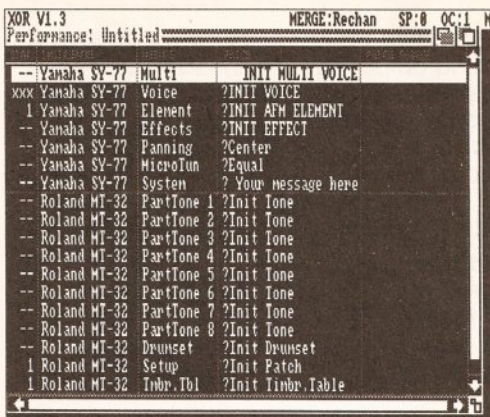 XOR V1.3 MERGE:Rechan SP:0 OC:1 M
Performance: Untitled
-- Yamaha SY-77 Multi INIT MULTI VOICE
xxx Yamaha SY-77 Voice ?INIT VOICE
1 Yamaha SY-77 Element ?INIT AFM ELEMENT
-- Yamaha SY-77 Effects ?INIT EFFECT
-- Yamaha SY-77 Panning ?Center
-- Yamaha SY-77 MicroTun ?Equal
-- Yamaha SY-77 System ? Your message here
-- Roland MT-32 PartTone 1 ?Init Tone
-- Roland MT-32 PartTone 2 ?Init Tone
-- Roland MT-32 PartTone 3 ?Init Tone
-- Roland MT-32 PartTone 4 ?Init Tone
-- Roland MT-32 PartTone 5 ?Init Tone
-- Roland MT-32 PartTone 6 ?Init Tone
-- Roland MT-32 PartTone 7 ?Init Tone
-- Roland MT-32 PartTone 8 ?Init Tone
-- Roland MT-32 Drumset ?Init Drumset
1 Roland MT-32 Setup ?Init Patch
1 Roland MT-32 Tmbr.Tbl ?Init Timbr.Table